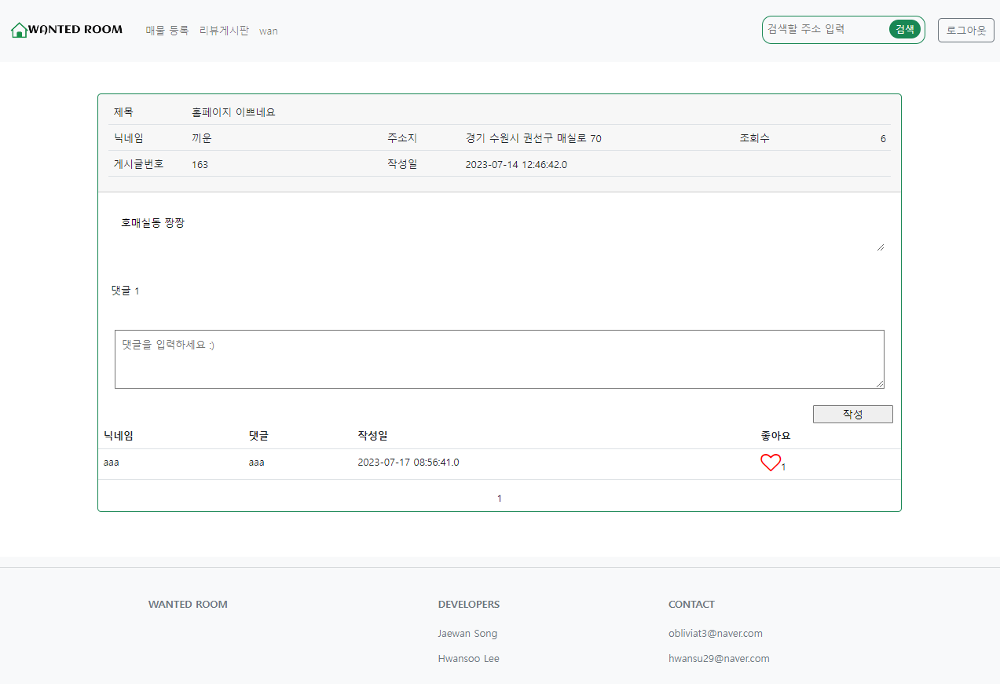 WANTED ROOM 매물 등록 리뷰게시판 wan 검색할 주소 입력 검색 로그아웃
제목 홈페이지 이쁘네요
닉네임 끼운 주소지 경기 수원시 권선구 매실로 70 조회수 6
게시글번호 163 작성일 2023-07-14 12:46:42.0
호매실동 짱짱
댓글 1
댓글을 입력하세요 :)
작성
닉네임 댓글 작성일 좋아요
aaa aaa 2023-07-17 08:56:41.0 1
1
WANTED ROOM DEVELOPERS CONTACT
Jaewan Song obliviat3@naver.com
Hwansoo Lee hwansu29@naver.com